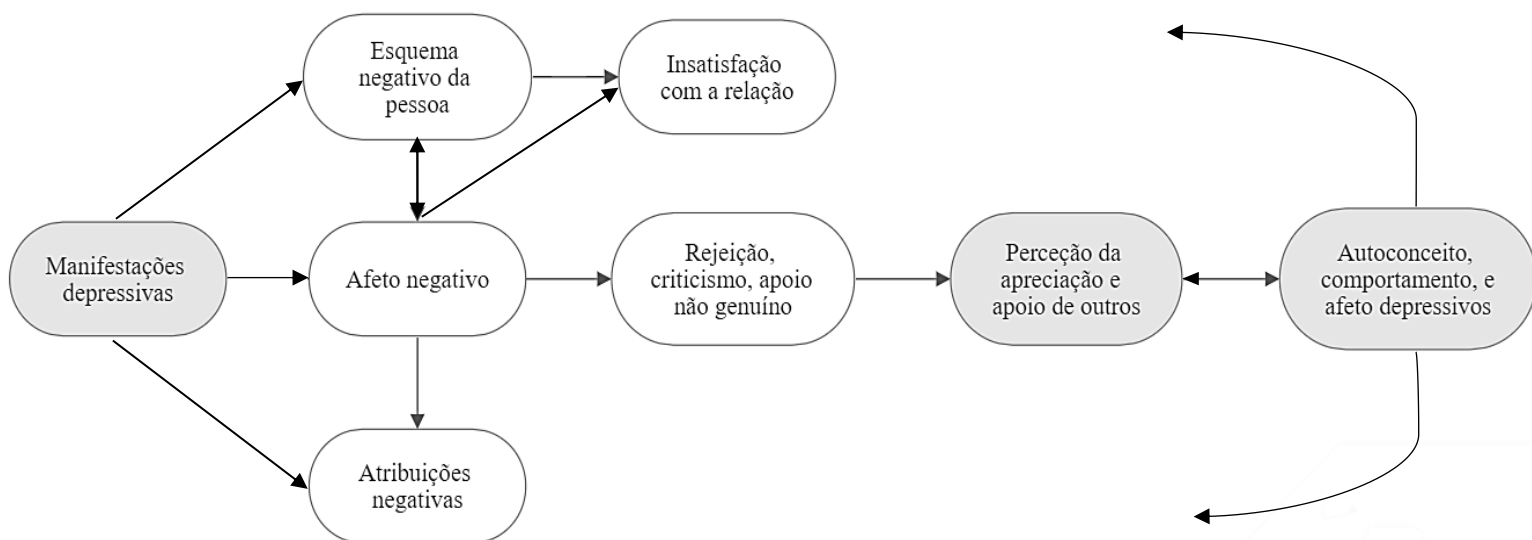 Esquema
negativo da
pessoa
Insatisfação
com a relação
Manifestações
depressivas
Afeto negativo
Rejeição,
criticismo, apoio
não genuíno
Perceção da
apreciação e
apoio de outros
Autoconceito,
comportamento, e
afeto depressivos
Atribuições
negativas